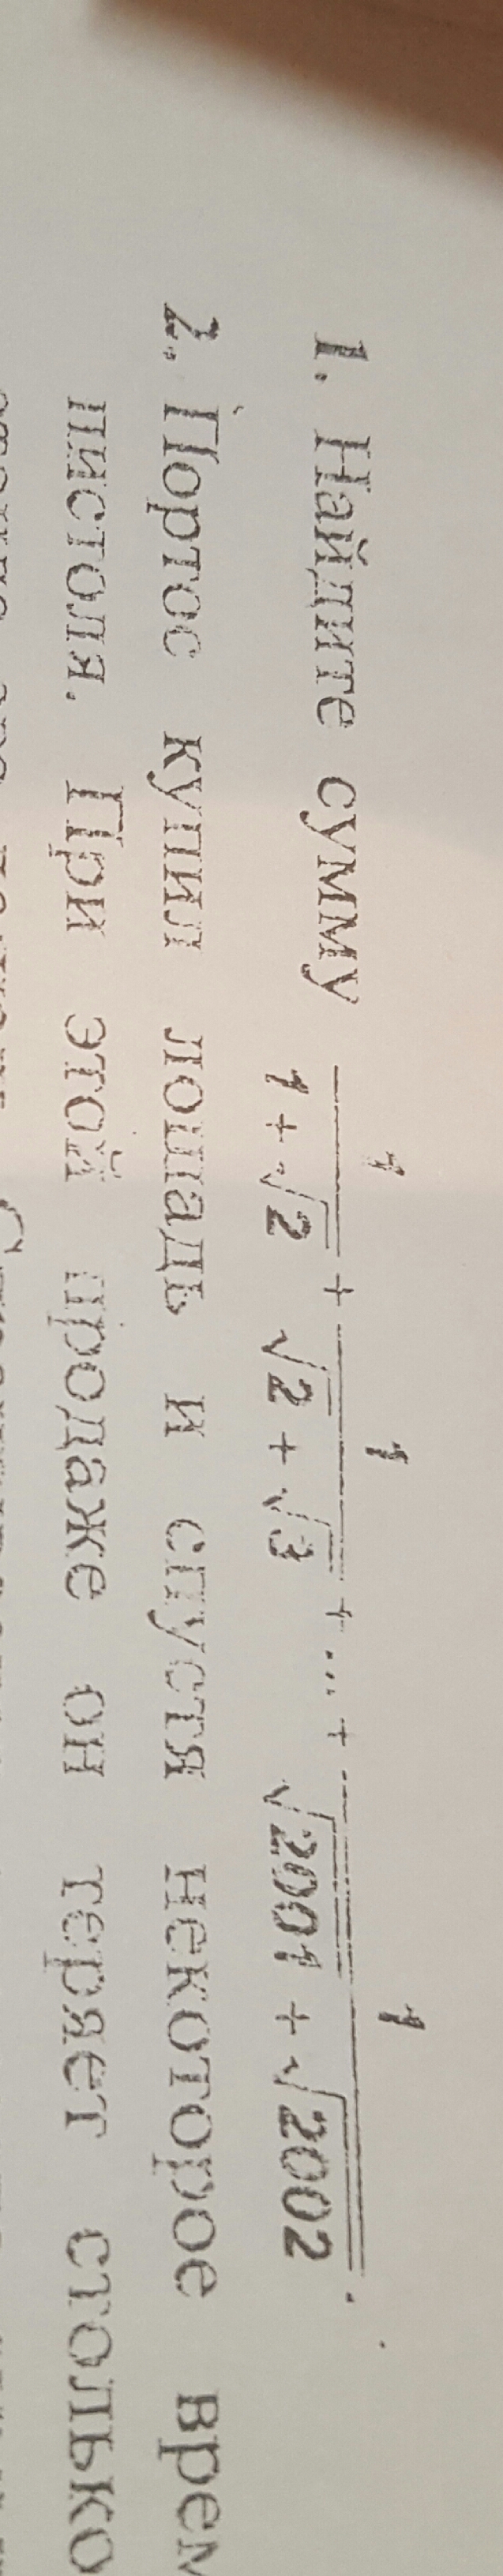 1. Найдите сумму 1/(1+√2) + 1/(√2+√3) + ... + 1/(√2001+√2002).
2. Портос купил лошадь и спустя некоторое
пистоля. При этой продаже он теряет столько